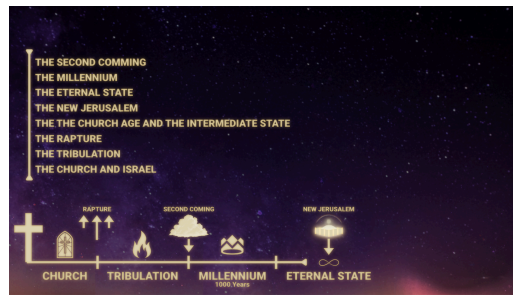 THE SECOND COMMING
THE MILLENNIUM
THE ETERNAL STATE
THE NEW JERUSALEM
THE THE CHURCH AGE AND THE INTERMEDIATE STATE
THE RAPTURE
THE TRIBULATION
THE CHURCH AND ISRAEL
RAPTURE
SECOND COMING
NEW JERUSALEM
CHURCH
TRIBULATION
MILLENNIUM
1000 Years
ETERNAL STATE